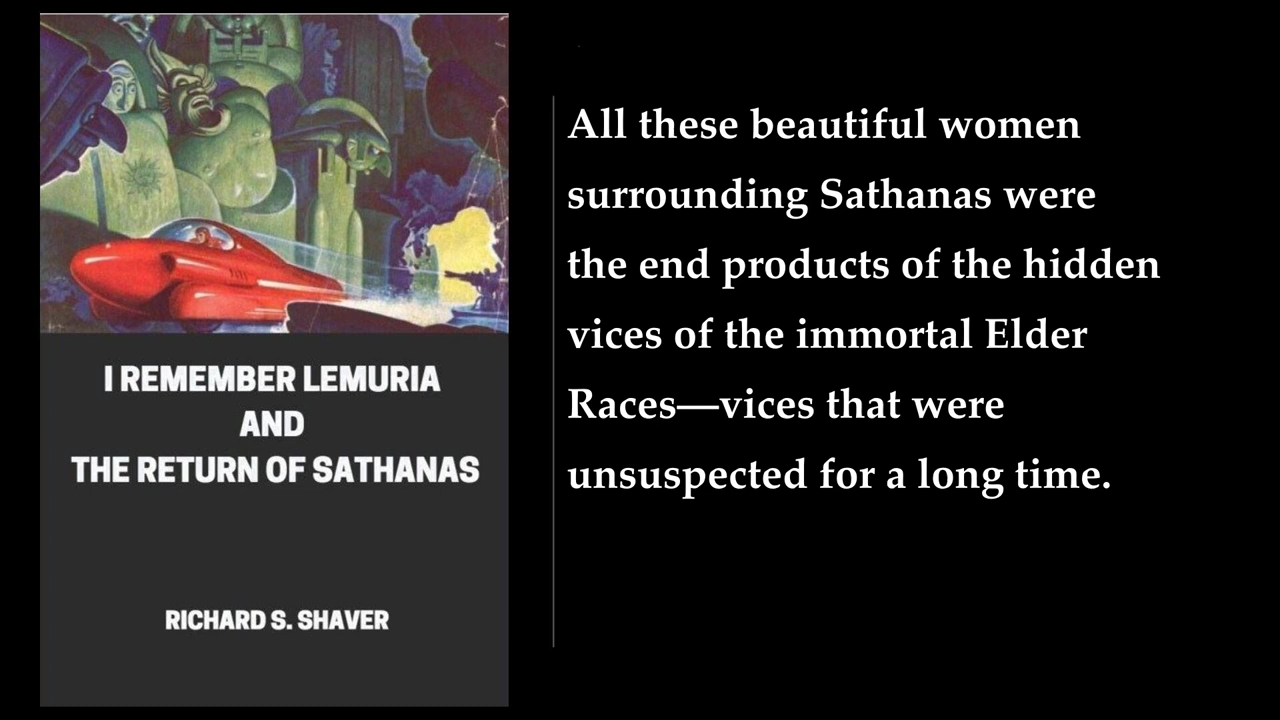 I REMEMBER LEMURIA
AND
THE RETURN OF SATHANAS
RICHARD S. SHAVER
All these beautiful women
surrounding Sathanas were
the end products of the hidden
vices of the immortal Elder
Races—vices that were
unsuspected for a long time.